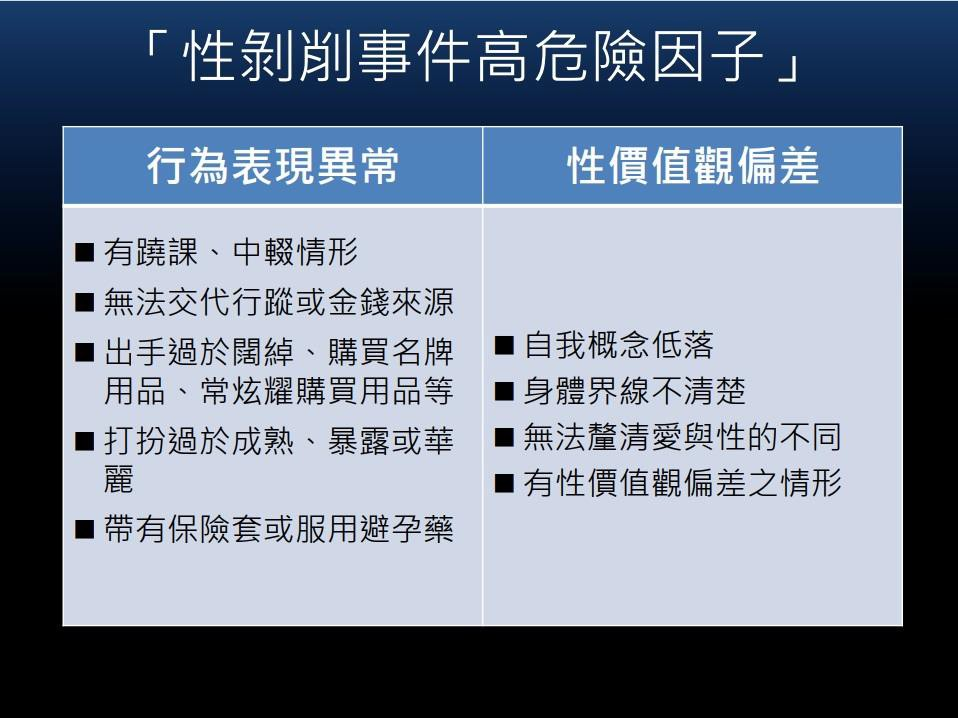 「性剝削事件高危險因子」
行為表現異常
性價值觀偏差
■ 有蹺課、中輟情形
■ 無法交代行蹤或金錢來源
■ 出手過於闊綽、購買名牌
用品、常炫耀購買用品等
■ 打扮過於成熟、暴露或華
麗
■ 帶有保險套或服用避孕藥
■ 自我概念低落
■ 身體界線不清楚
■ 無法釐清愛與性的不同
■ 有性價值觀偏差之情形